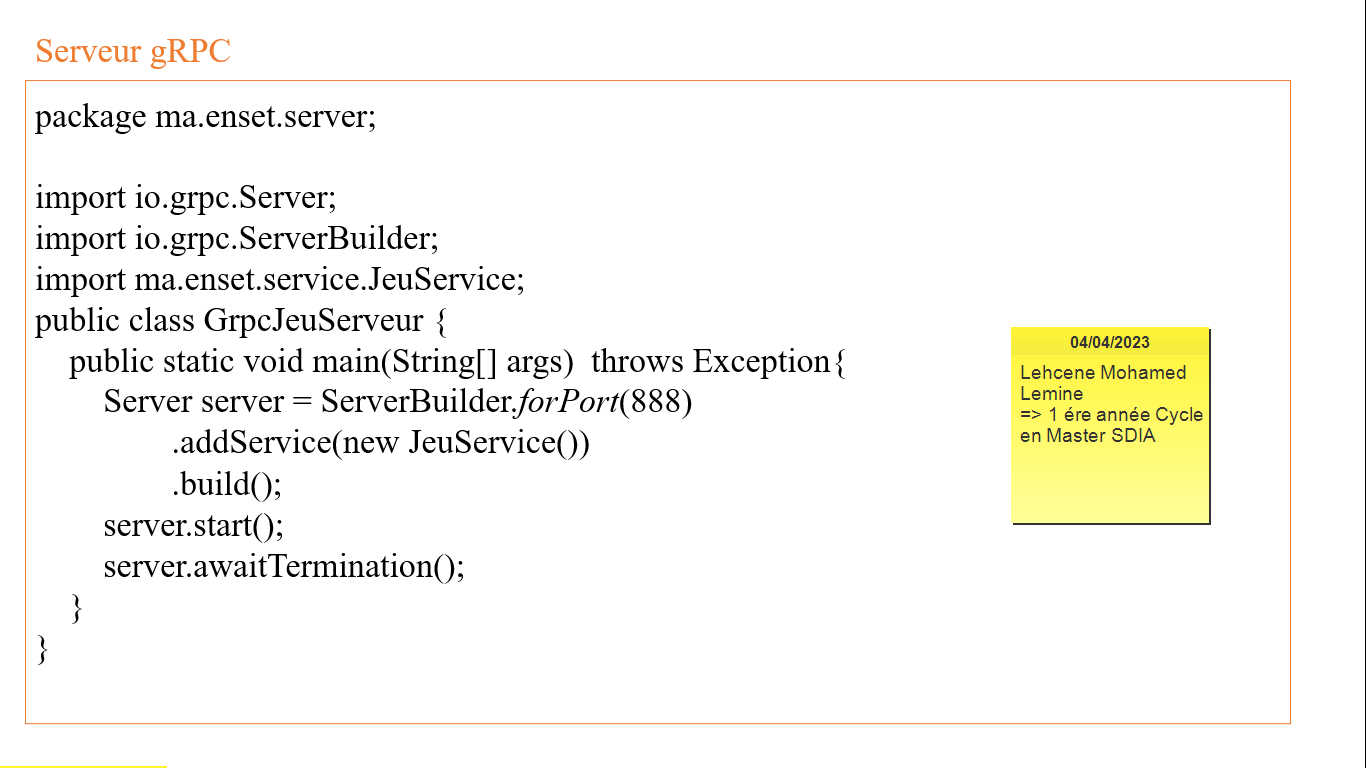 Serveur gRPC
package ma.enset.server;
import io.grpc.Server;
import io.grpc.ServerBuilder;
import ma.enset.service.JeuService;
public class GrpcJeuServeur {
public static void main(String[] args)  throws Exception{
Server server = ServerBuilder.forPort(888)
.addService(new JeuService())
.build();
server.start();
server.awaitTermination();
}
}
04/04/2023
Lehcene Mohamed
Lemine
=> 1 ére année Cycle
en Master SDIA